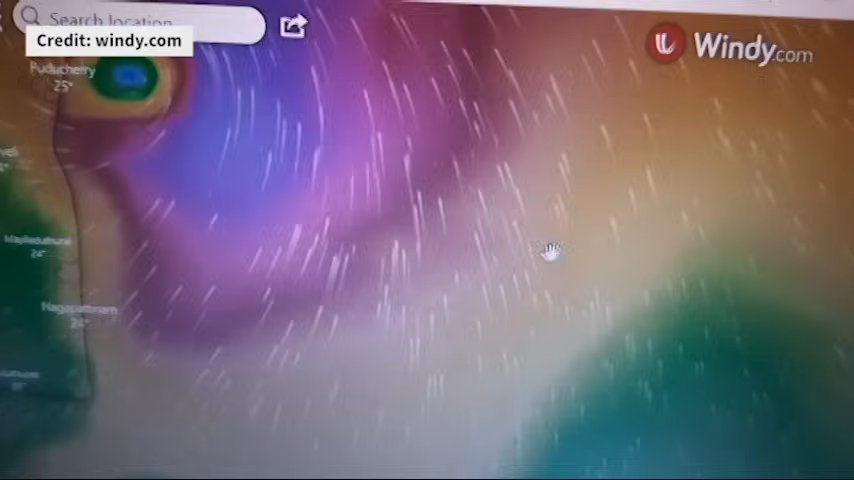 Search location
Credit: windy.com
Windy.com
Puducherry
25°
Mayiladuthurai
24°
Nagapattinam
24°